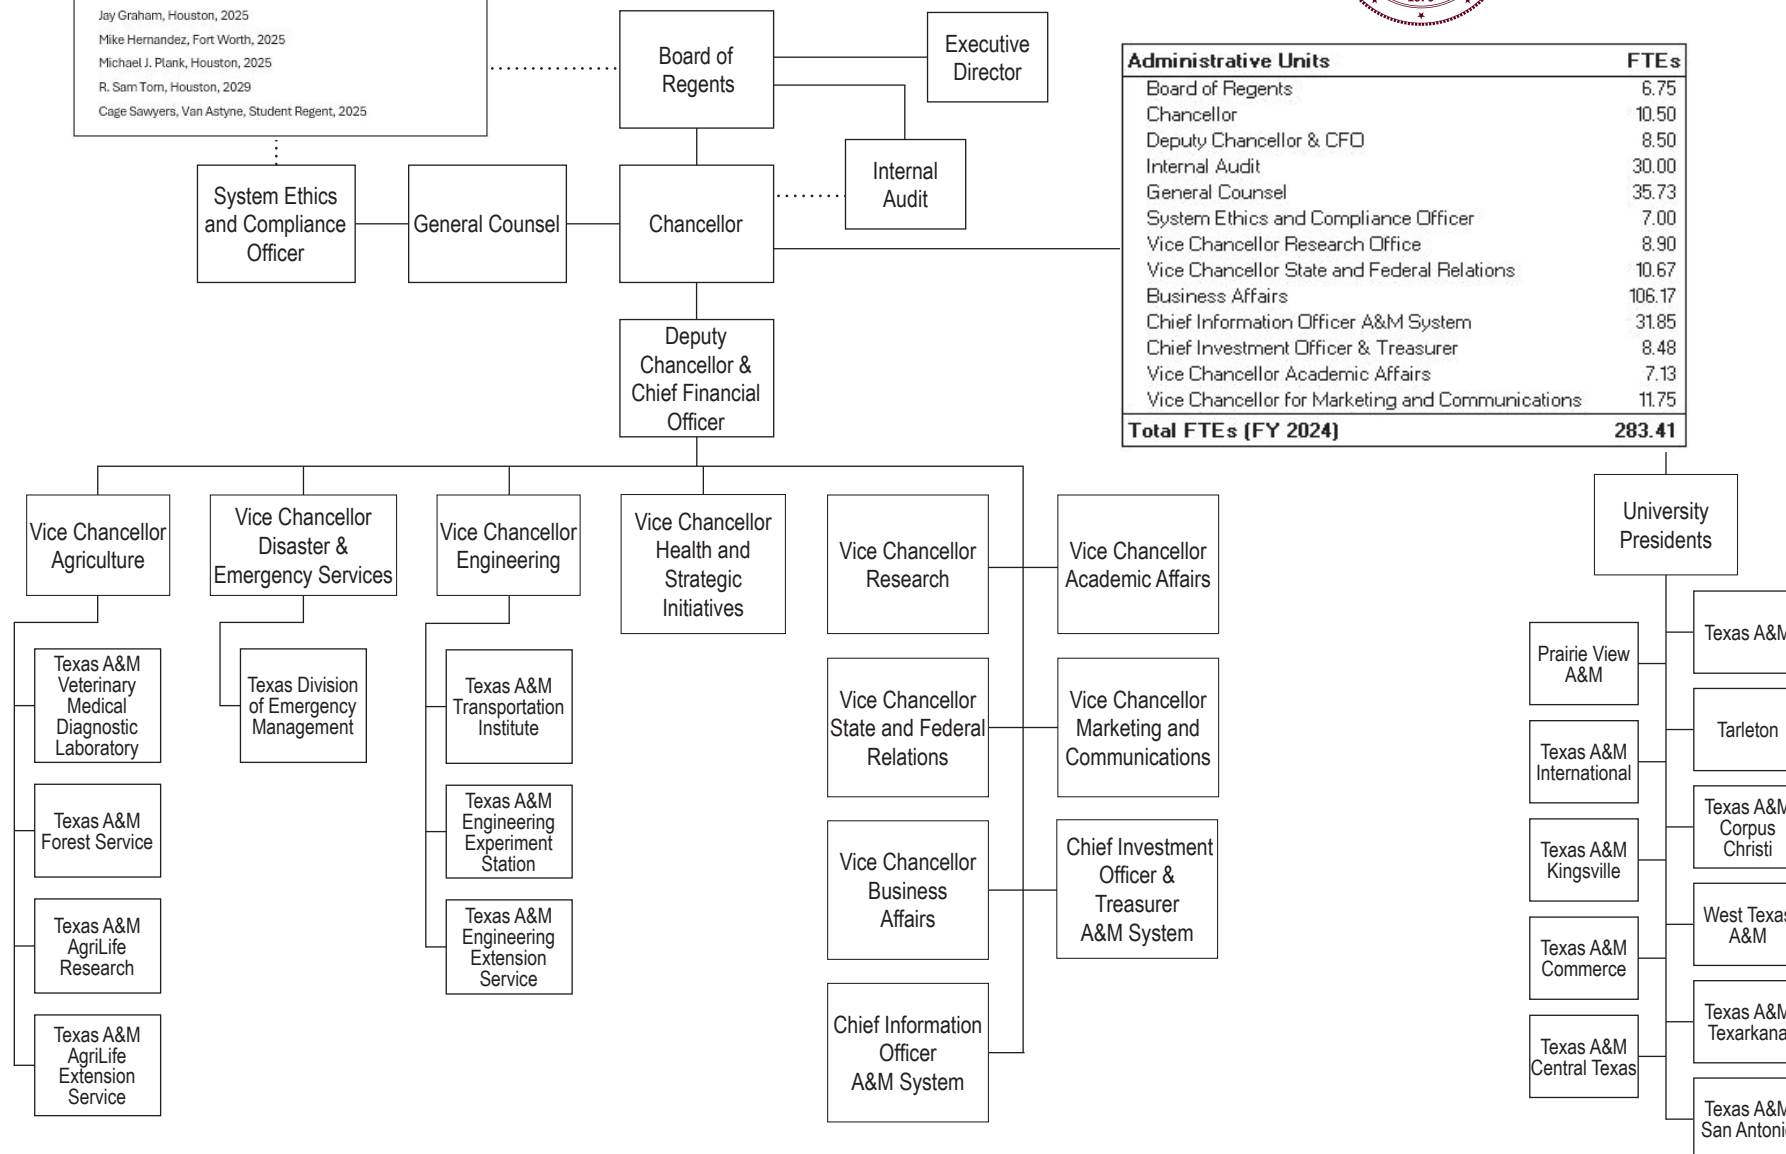 Jay Graham, Houston, 2025
Mike Hernandez, Fort Worth, 2025
Michael J. Plank, Houston, 2025
R. Sam Torn, Houston, 2029
Cage Sawyers, Van Astyne, Student Regent, 2025
Board of
Regents
Executive
Director
Internal
Audit
System Ethics
and Compliance
Officer
General Counsel
Chancellor
Deputy
Chancellor &
Chief Financial
Officer
Administrative Units FTEs
Board of Regents 6.75
Chancellor 10.50
Deputy Chancellor & CFO 8.50
Internal Audit 30.00
General Counsel 35.73
System Ethics and Compliance Officer 7.00
Vice Chancellor Research Office 8.90
Vice Chancellor State and Federal Relations 10.67
Business Affairs 106.17
Chief Information Officer A&M System 31.85
Chief Investment Officer & Treasurer 8.48
Vice Chancellor Academic Affairs 7.13
Vice Chancellor for Marketing and Communications 11.75
Total FTEs (FY 2024) 283.41
Vice Chancellor
Agriculture
Texas A&M
Veterinary
Medical
Diagnostic
Laboratory
Texas A&M
Forest Service
Texas A&M
AgriLife
Research
Texas A&M
AgriLife
Extension
Service
Vice Chancellor
Disaster &
Emergency Services
Texas Division
of Emergency
Management
Vice Chancellor
Engineering
Texas A&M
Transportation
Institute
Texas A&M
Engineering
Experiment
Station
Texas A&M
Engineering
Extension
Service
Vice Chancellor
Health and
Strategic
Initiatives
Vice Chancellor
Research
Vice Chancellor
Academic Affairs
Vice Chancellor
State and Federal
Relations
Vice Chancellor
Marketing and
Communications
Vice Chancellor
Business
Affairs
Chief Investment
Officer &
Treasurer
A&M System
Chief Information
Officer
A&M System
University
Presidents
Prairie View
A&M
Texas A&M
International
Texas A&M
Kingsville
Texas A&M
Commerce
Texas A&M
Central Texas
Texas A&M
Tarleton
Texas A&M
Corpus
Christi
West Texas
A&M
Texas A&M
Texarkana
Texas A&M
San Antoni